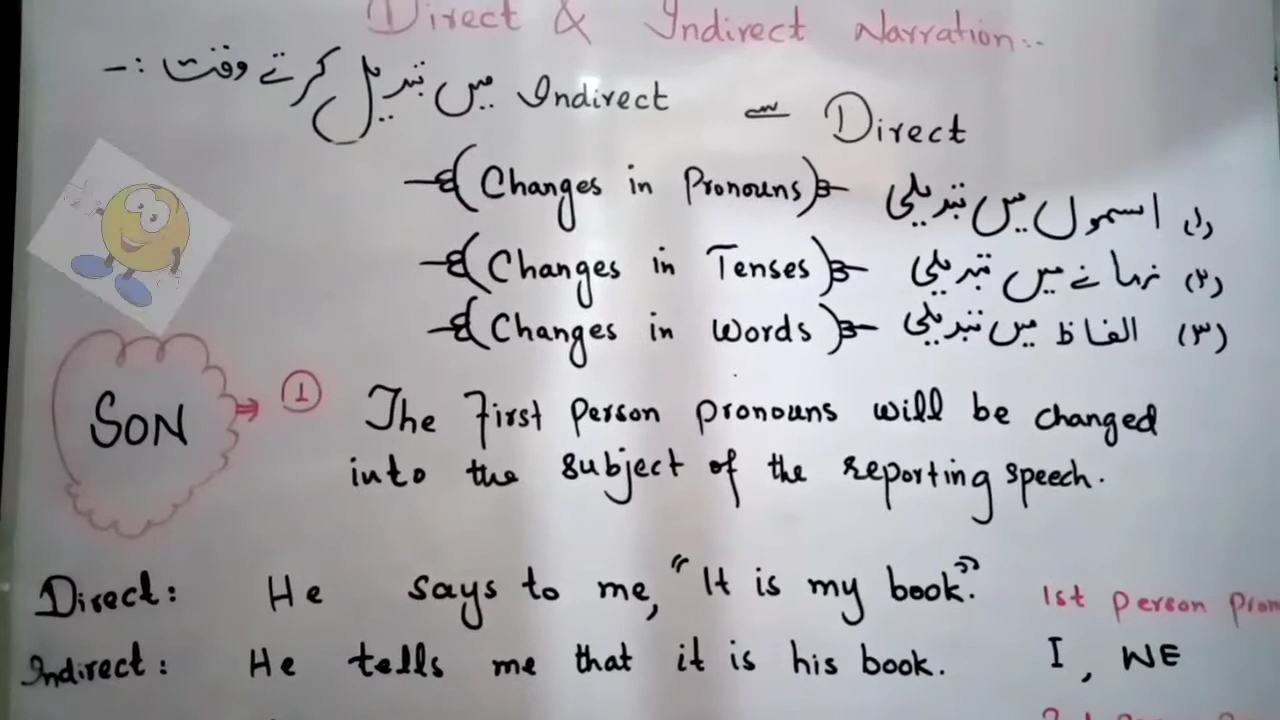 Direct & Indirect Narration:-
Direct سے Indirect میں تبدیل کرتے وقت :-
(۱) اسموں میں تبدیلی (Changes in Pronouns)
(۲) زمانے میں تبدیلی (Changes in Tenses)
(۳) الفاظ میں تبدیلی (Changes in Words)
SON ⇒ ① The First person pronouns will be changed
into the subject of the reporting speech.
Direct: He says to me, "It is my book."
1st person pron
Indirect: He tells me that it is his book.
I, WE